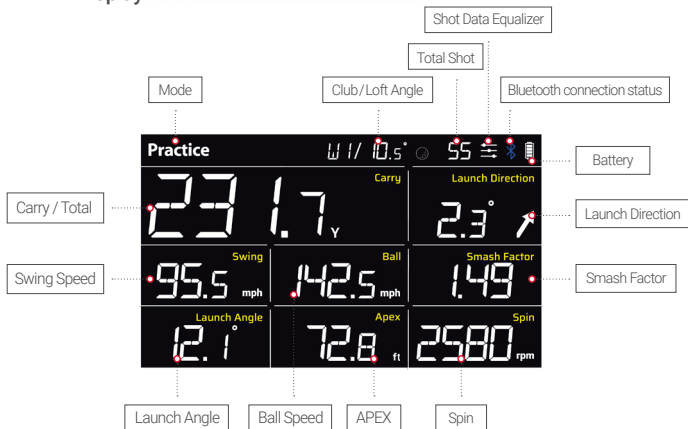 Shot Data Equalizer
Total Shot
Mode
Club/Loft Angle
Bluetooth connection status
Practice
W1/ 10.5°
55
Battery
Carry
Launch Direction
Carry / Total
231.7 Y
2.3°
Launch Direction
Swing
Ball
Smash Factor
Swing Speed
95.5 mph
142.5 mph
1.49
Smash Factor
Launch Angle
Apex
Spin
12.1°
72.8 ft
2580 rpm
Launch Angle
Ball Speed
APEX
Spin